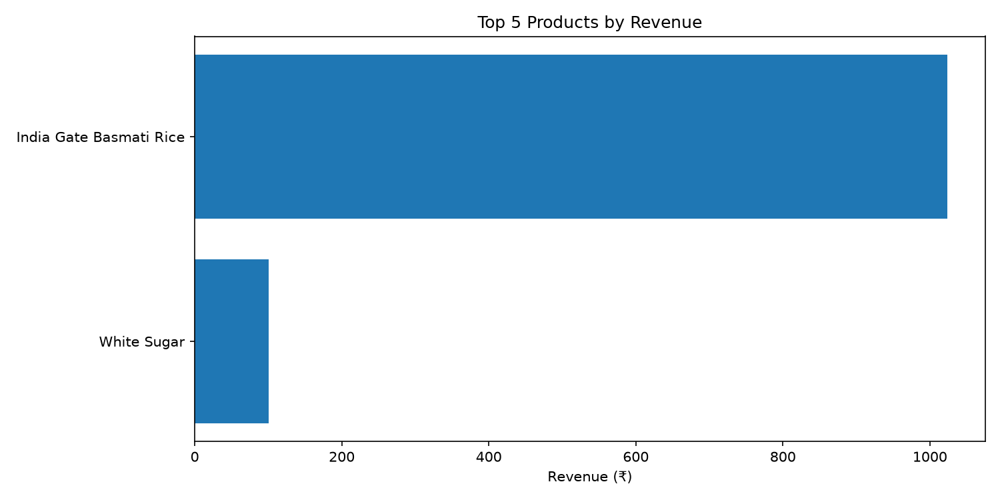 Top 5 Products by Revenue
India Gate Basmati Rice
White Sugar
0 200 400 600 800 1000
Revenue (₹)